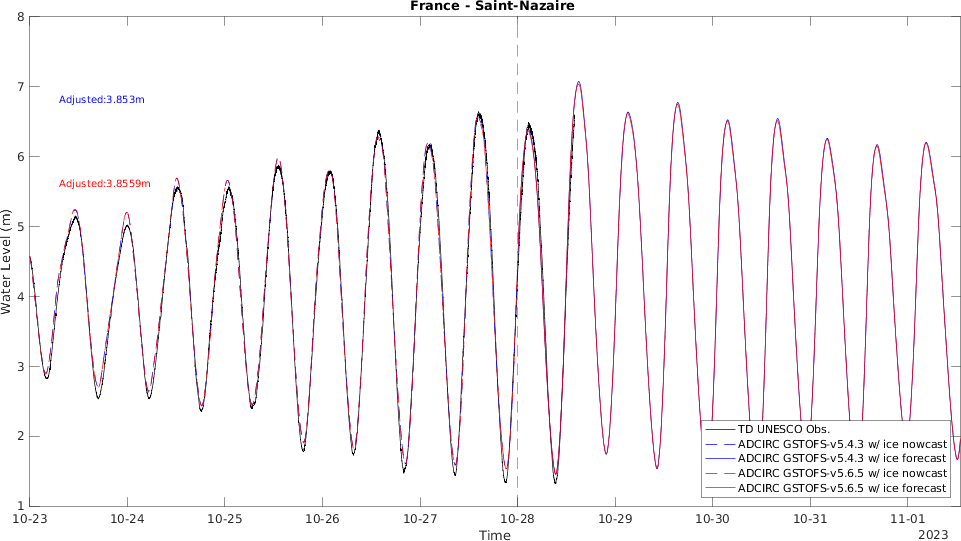 France - Saint-Nazaire
8
7
6
5
4
3
2
1
Water Level (m)
Adjusted:3.853m
Adjusted:3.8559m
TD UNESCO Obs.
ADCIRC GSTOFS-v5.4.3 w/ ice nowcast
ADCIRC GSTOFS-v5.4.3 w/ ice forecast
ADCIRC GSTOFS-v5.6.5 w/ ice nowcast
ADCIRC GSTOFS-v5.6.5 w/ ice forecast
10-23 10-24 10-25 10-26 10-27 10-28 10-29 10-30 10-31 11-01
Time
2023